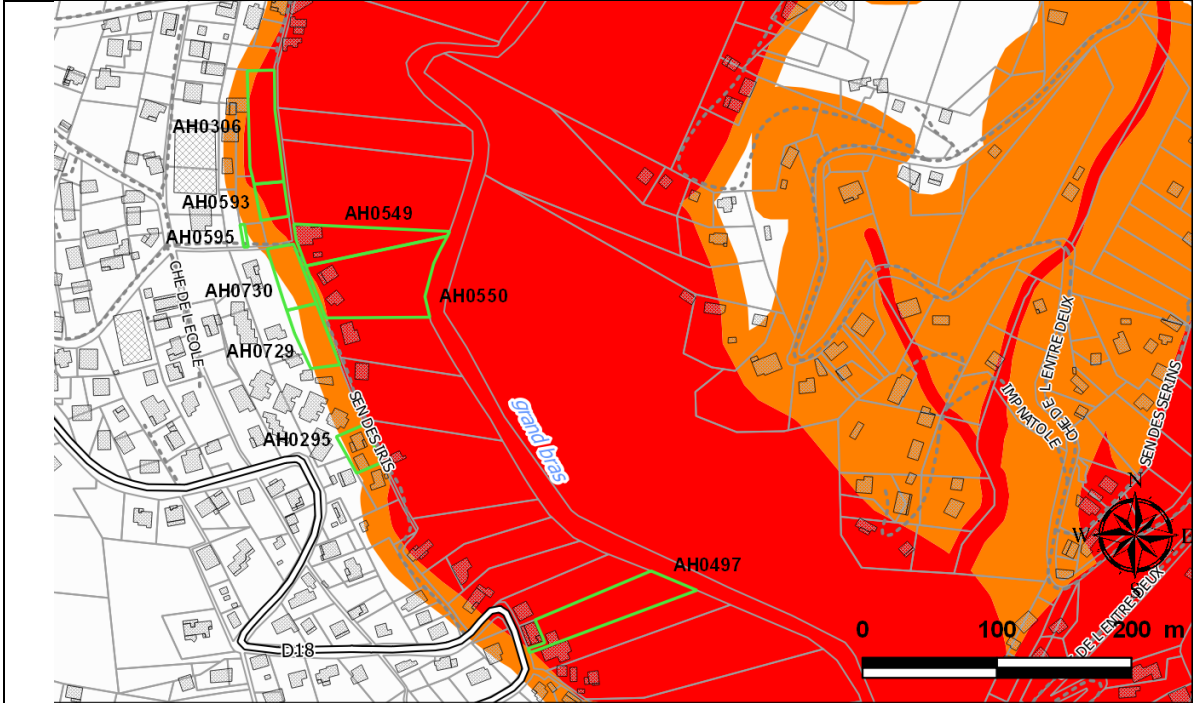 AH0306
AH0593
AH0549
AH0595
AH0730
AH0550
CHE DE L ECOLE
AH0729
CHE DE L ENTRE DEUX
IMP NATOLE
SEN DES SERINS
SEN DES IRIS
grand bras
AH0295
N
W
E
S
AH0497
D18
DE L ENTRE DEUX
0 100 200 m